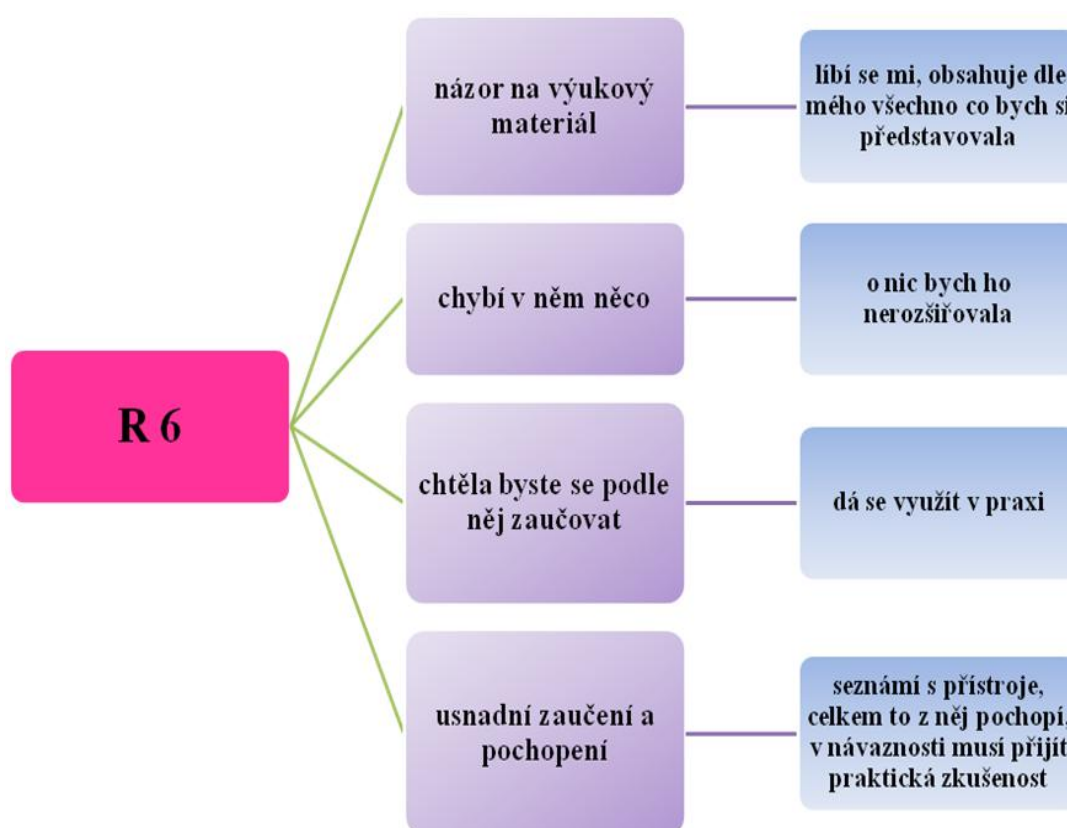 R 6
názor na výukový
materiál
líbí se mi, obsahuje dle
mého všechno co bych si
představovala
chybí v něm něco
o nic bych ho
nerozšiřovala
chtěla byste se podle
něj zaučovat
dá se využít v praxi
usnadní zaučení a
pochopení
seznámí s přístroje,
celkem to z něj pochopí,
v návaznosti musí přijít
praktická zkušenost